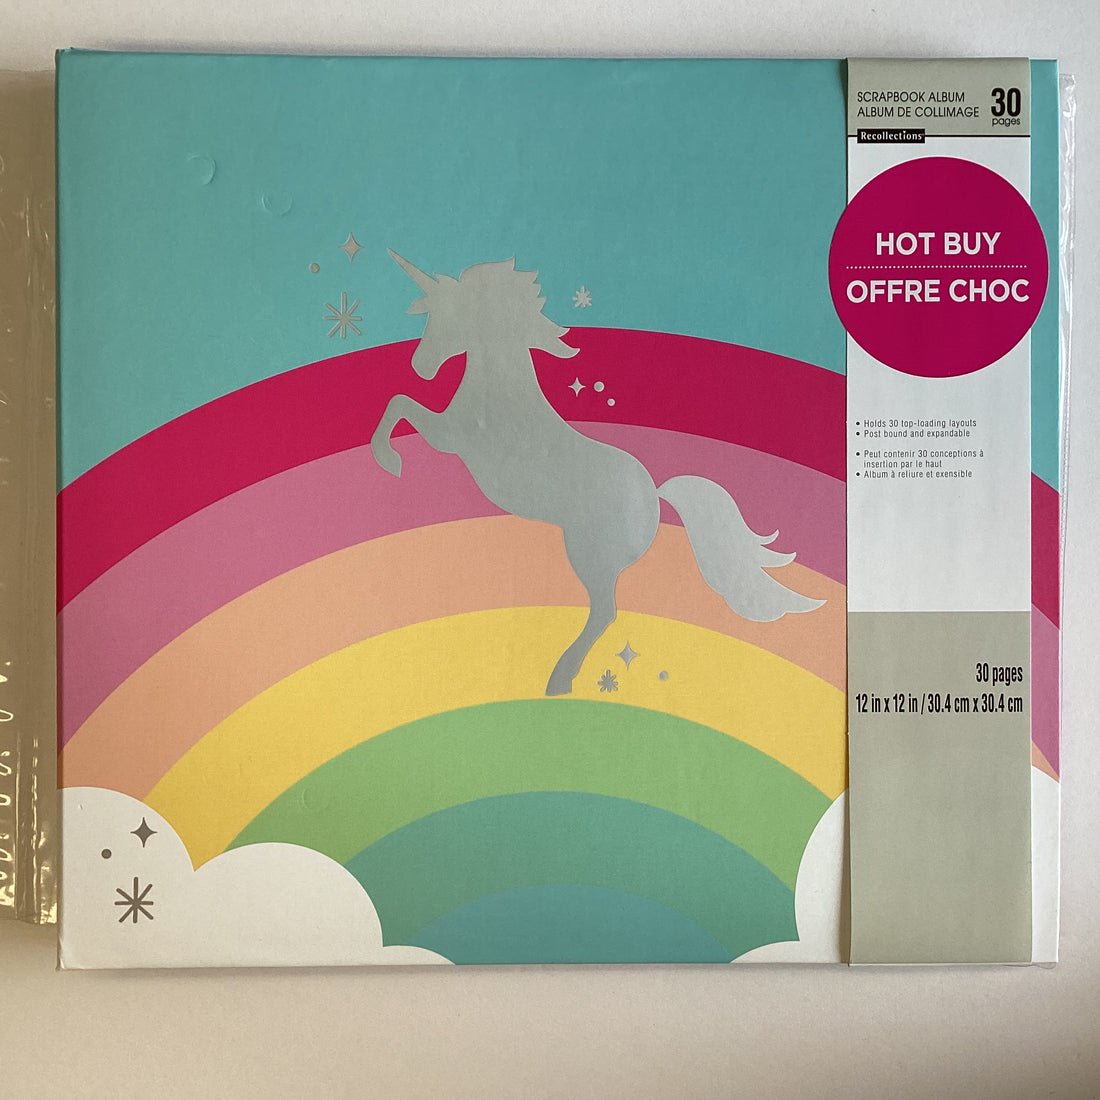 SCRAPBOOK ALBUM
ALBUM DE COLLIMAGE
30
pages
Recollections
HOT BUY
OFFRE CHOC
• Holds 30 top-loading layouts
• Post bound and expandable
• Peut contenir 30 conceptions à
insertion par le haut
• Album à reliure et exensible
30 pages
12 in x 12 in / 30.4 cm x 30.4 cm